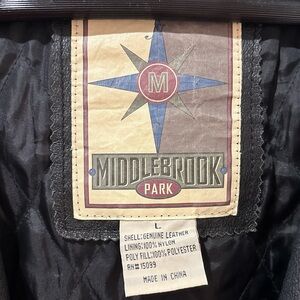 M
MIDDLEBROOK
PARK
L
SHELL: GENUINE LEATHER
LINING: 100% NYLON
POLY FILL: 100% POLYESTER
RN# 15099
MADE IN CHINA